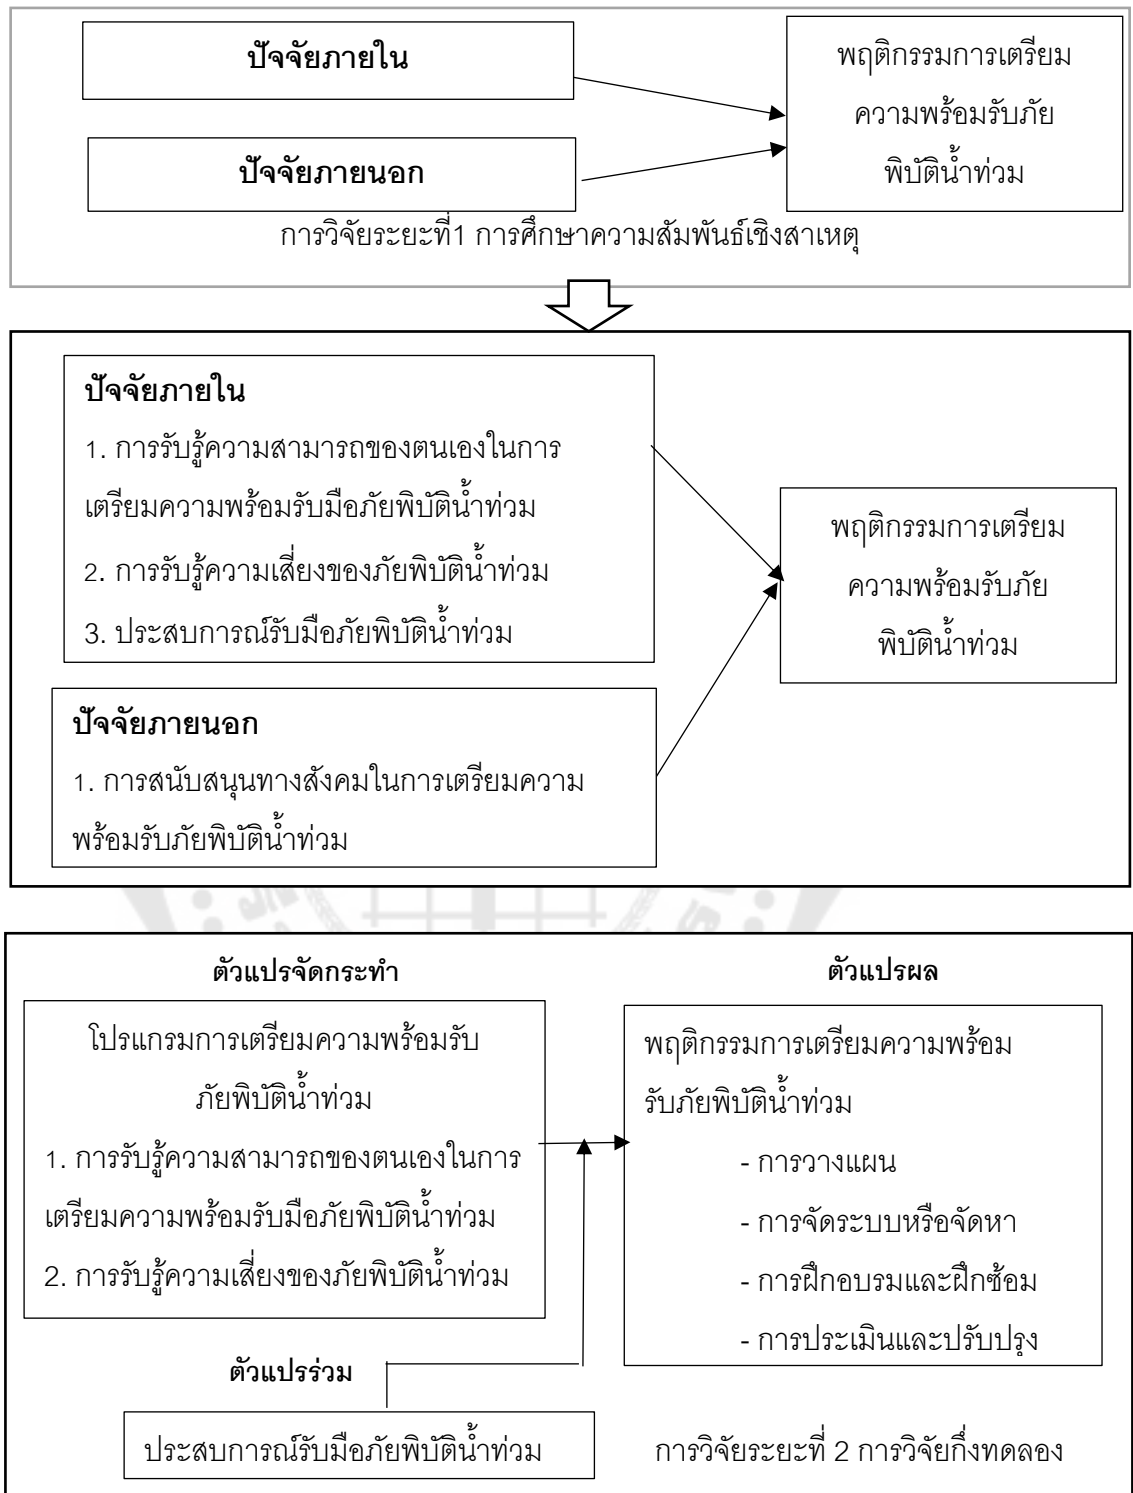 ปัจจัยภายใน
ปัจจัยภายนอก
พฤติกรรมการเตรียม
ความพร้อมรับภัย
พิบัติน้ำท่วม
การวิจัยระยะที่1 การศึกษาความสัมพันธ์เชิงสาเหตุ
ปัจจัยภายใน
1. การรับรู้ความสามารถของตนเองในการ
เตรียมความพร้อมรับมือภัยพิบัติน้ำท่วม
2. การรับรู้ความเสี่ยงของภัยพิบัติน้ำท่วม
3. ประสบการณ์รับมือภัยพิบัติน้ำท่วม
ปัจจัยภายนอก
1. การสนับสนุนทางสังคมในการเตรียมความ
พร้อมรับภัยพิบัติน้ำท่วม
พฤติกรรมการเตรียม
ความพร้อมรับภัย
พิบัติน้ำท่วม
ตัวแปรจัดกระทำ
โปรแกรมการเตรียมความพร้อมรับ
ภัยพิบัติน้ำท่วม
1. การรับรู้ความสามารถของตนเองในการ
เตรียมความพร้อมรับมือภัยพิบัติน้ำท่วม
2. การรับรู้ความเสี่ยงของภัยพิบัติน้ำท่วม
ตัวแปรผล
พฤติกรรมการเตรียมความพร้อม
รับภัยพิบัติน้ำท่วม
- การวางแผน
- การจัดระบบหรือจัดหา
- การฝึกอบรมและฝึกซ้อม
- การประเมินและปรับปรุง
ตัวแปรร่วม
ประสบการณ์รับมือภัยพิบัติน้ำท่วม
การวิจัยระยะที่ 2 การวิจัยกึ่งทดลอง